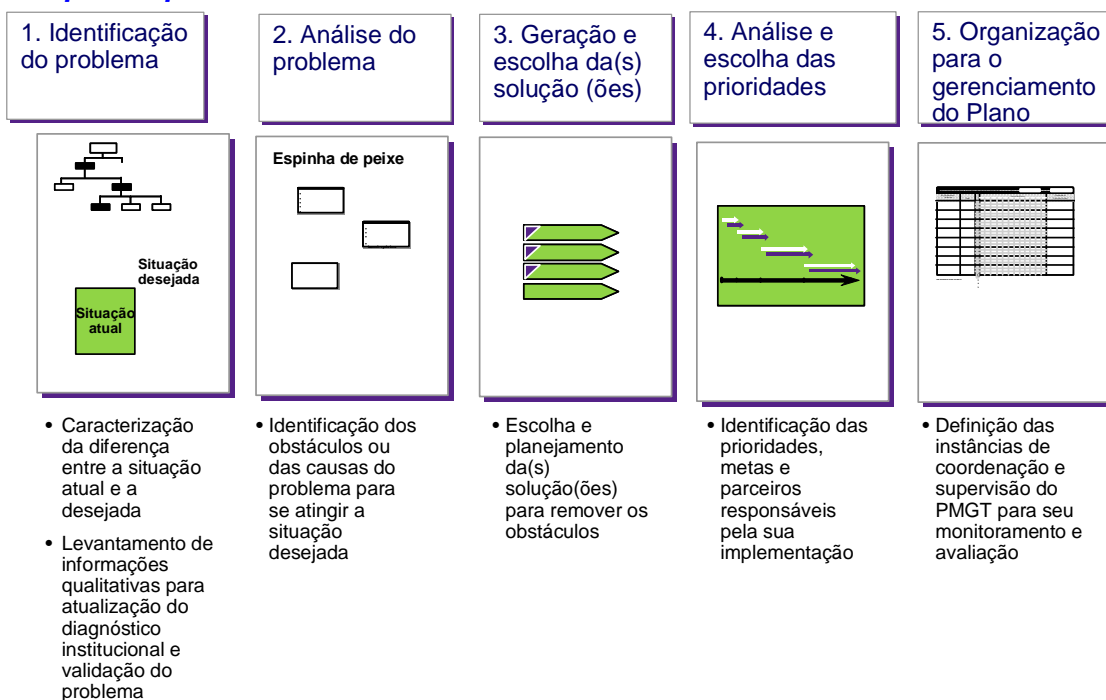 1. Identificação
do problema
2. Análise do
problema
3. Geração e
escolha da(s)
solução (ões)
4. Análise e
escolha das
prioridades
5. Organização
para o
gerenciamento
do Plano
Situação
desejada
Situação
atual
Espinha de peixe
• Caracterização
da diferença
entre a situação
atual e a
desejada
• Levantamento de
informações
qualitativas para
atualização do
diagnóstico
institucional e
validação do
problema
• Identificação dos
obstáculos ou
das causas do
problema para
se atingir a
situação
desejada
• Escolha e
planejamento
da(s)
solução(ões)
para remover os
obstáculos
• Identificação das
prioridades,
metas e
parceiros
responsáveis
pela sua
implementação
• Definição das
instâncias de
coordenação e
supervisão do
PMGT para seu
monitoramento e
avaliação